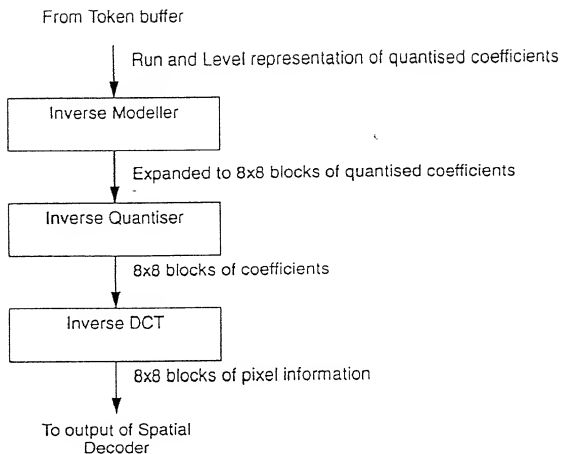 From Token buffer
Run and Level representation of quantised coefficients
Inverse Modeller
Expanded to 8x8 blocks of quantised coefficients
Inverse Quantiser
8x8 blocks of coefficients
Inverse DCT
8x8 blocks of pixel information
To output of Spatial
Decoder